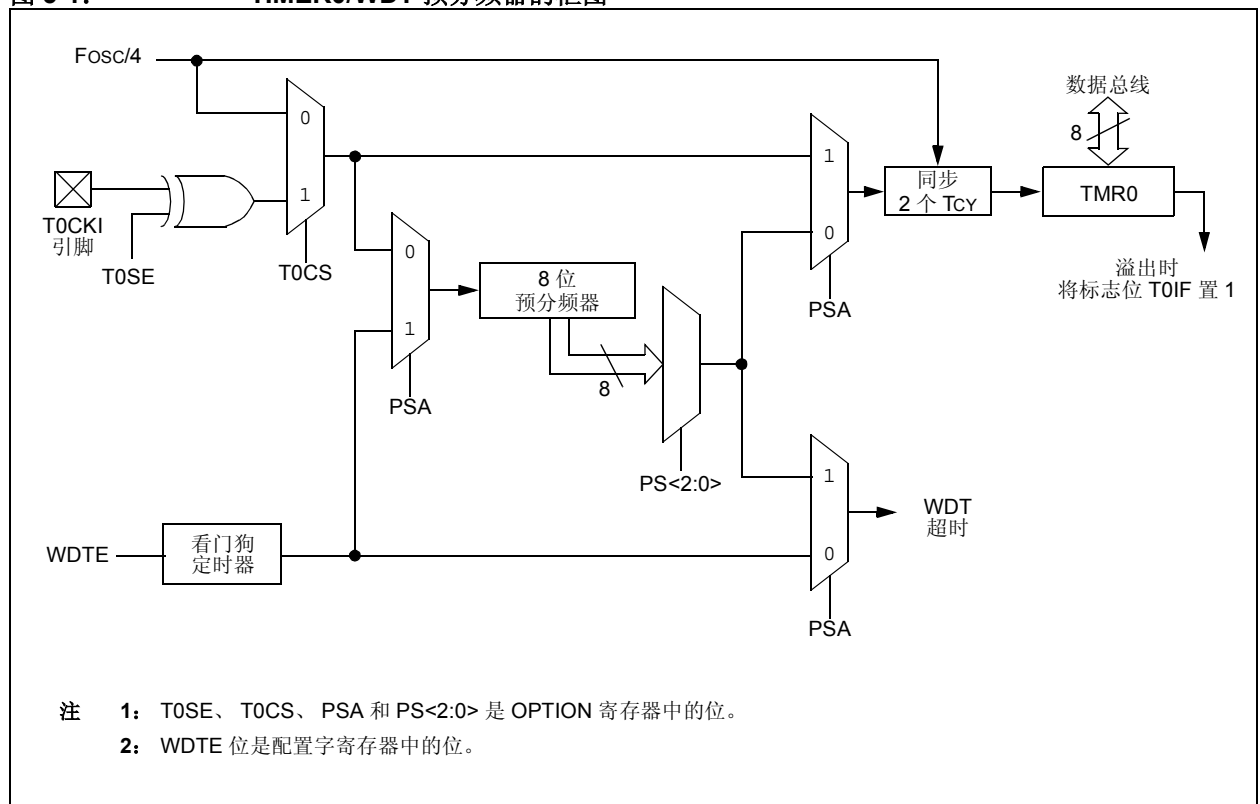 Fosc/4
0
1
T0CKI
引脚
T0SE
T0CS
0
1
PSA
8 位
预分频器
8
PS<2:0>
1
0
PSA
同步
2 个 TCY
数据总线
8
TMR0
溢出时
将标志位 T0IF 置 1
WDTE
看门狗
定时器
1
0
PSA
WDT
超时
注 1： T0SE、 T0CS、 PSA 和 PS<2:0> 是 OPTION 寄存器中的位。
2： WDTE 位是配置字寄存器中的位。